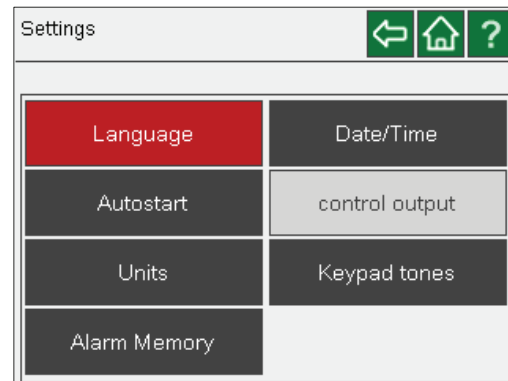 Settings ?
Language Date/Time
Autostart control output
Units Keypad tones
Alarm Memory